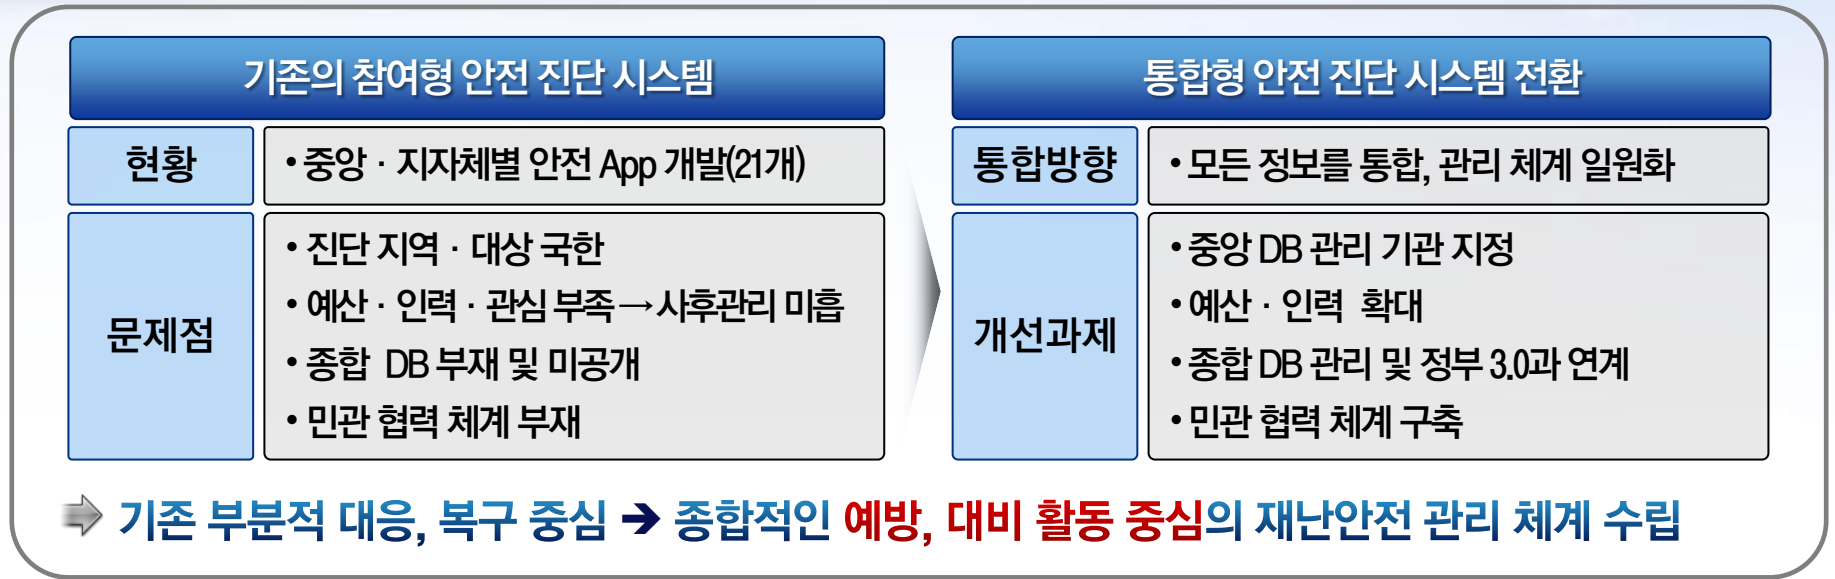 기존의 참여형 안전 진단 시스템
현황
• 중앙 · 지자체별 안전 App 개발(21개)
문제점
• 진단 지역 · 대상 국한
• 예산 · 인력 · 관심 부족 → 사후관리 미흡
• 종합 DB 부재 및 미공개
• 민관 협력 체계 부재
통합형 안전 진단 시스템 전환
통합방향
• 모든 정보를 통합, 관리 체계 일원화
개선과제
• 중앙 DB 관리 기관 지정
• 예산 · 인력 확대
• 종합 DB 관리 및 정부 3.0과 연계
• 민관 협력 체계 구축
⇨ 기존 부분적 대응, 복구 중심 ➔ 종합적인 예방, 대비 활동 중심의 재난안전 관리 체계 수립